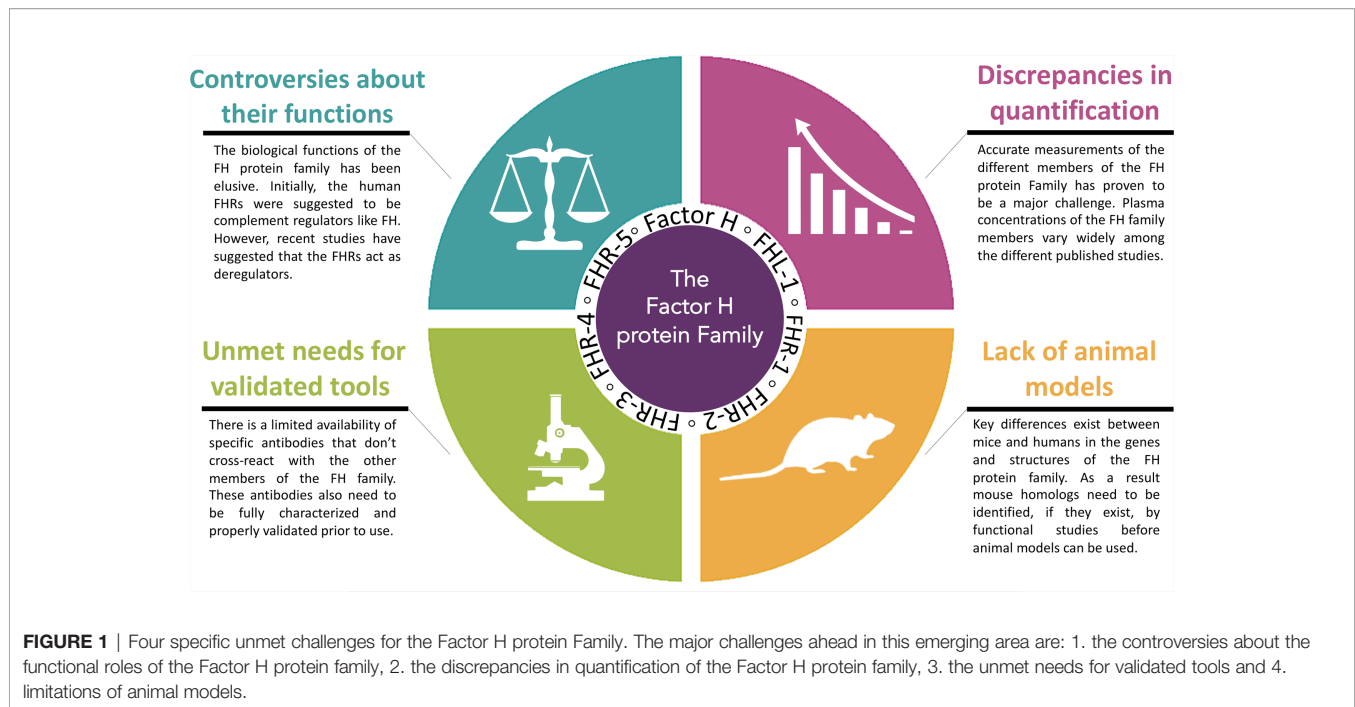 Controversies about
their functions
The biological functions of the
FH protein family has been
elusive. Initially, the human
FHRs were suggested to be
complement regulators like FH.
However, recent studies have
suggested that the FHRs act as
deregulators.
Discrepancies in
quantification
Accurate measurements of the
different members of the FH
protein Family has proven to
be a major challenge. Plasma
concentrations of the FH family
members vary widely among
the different published studies.
Factor H ◦ FHL-1 ◦ FHR-1 ◦ FHR-2 ◦ FHR-3 ◦ FHR-4 ◦ FHR-5 ◦
The
Factor H
protein Family
Unmet needs for
validated tools
There is a limited availability of
specific antibodies that don’t
cross-react with the other
members of the FH family.
These antibodies also need to
be fully characterized and
properly validated prior to use.
Lack of animal
models
Key differences exist between
mice and humans in the genes
and structures of the FH
protein family. As a result
mouse homologs need to be
identified, if they exist, by
functional studies before
animal models can be used.
FIGURE 1 | Four specific unmet challenges for the Factor H protein Family. The major challenges ahead in this emerging area are: 1. the controversies about the
functional roles of the Factor H protein family, 2. the discrepancies in quantification of the Factor H protein family, 3. the unmet needs for validated tools and 4.
limitations of animal models.